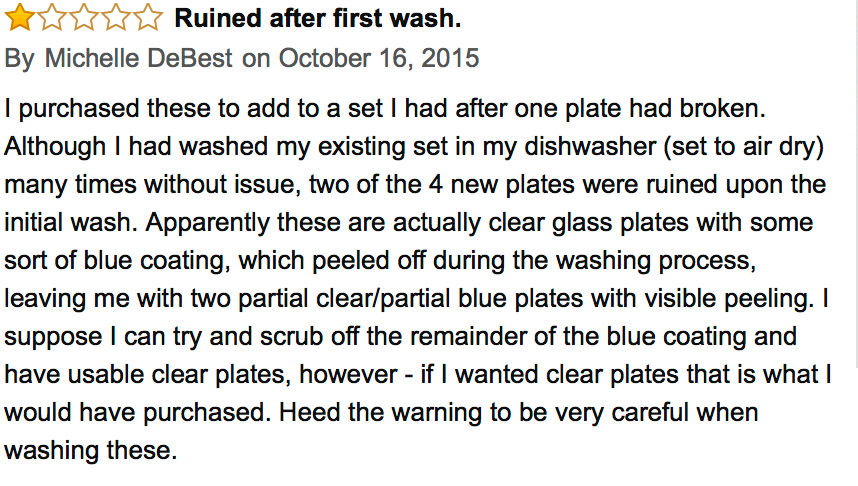 Ruined after first wash.
By Michelle DeBest on October 16, 2015
I purchased these to add to a set I had after one plate had broken.
Although I had washed my existing set in my dishwasher (set to air dry)
many times without issue, two of the 4 new plates were ruined upon the
initial wash. Apparently these are actually clear glass plates with some
sort of blue coating, which peeled off during the washing process,
leaving me with two partial clear/partial blue plates with visible peeling. I
suppose I can try and scrub off the remainder of the blue coating and
have usable clear plates, however - if I wanted clear plates that is what I
would have purchased. Heed the warning to be very careful when
washing these.